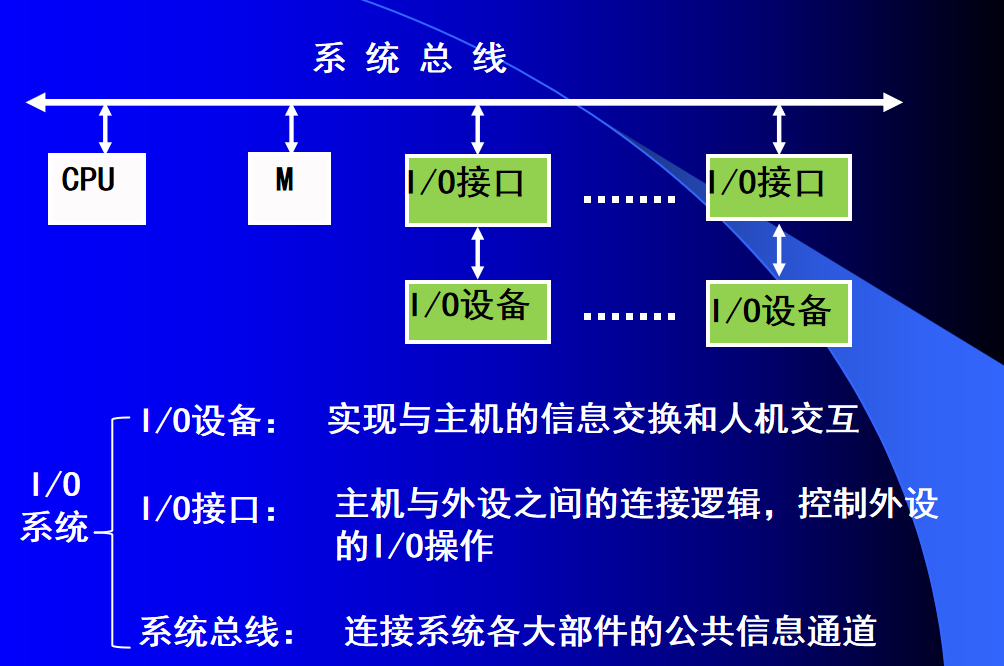 系 统 总 线
CPU
M
I/O接口
.......
I/O接口
I/O设备
.......
I/O设备
I/O设备: 实现与主机的信息交换和人机交互
I/O
系统
I/O接口: 主机与外设之间的连接逻辑，控制外设
的I/O操作
系统总线: 连接系统各大部件的公共信息通道